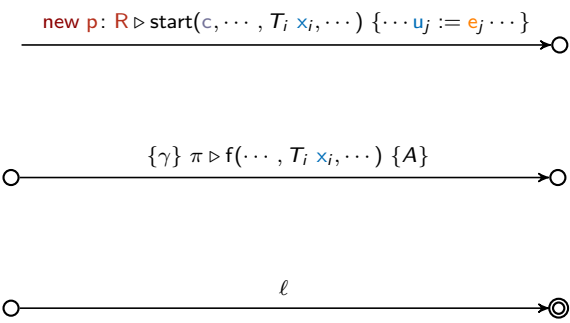 new p: R ▹ start(c, ⋯ , Tᵢ xᵢ, ⋯ ) {⋯ uⱼ := eⱼ ⋯ }
{γ} π ▹ f(⋯ , Tᵢ xᵢ, ⋯ ) {A}
ℓ